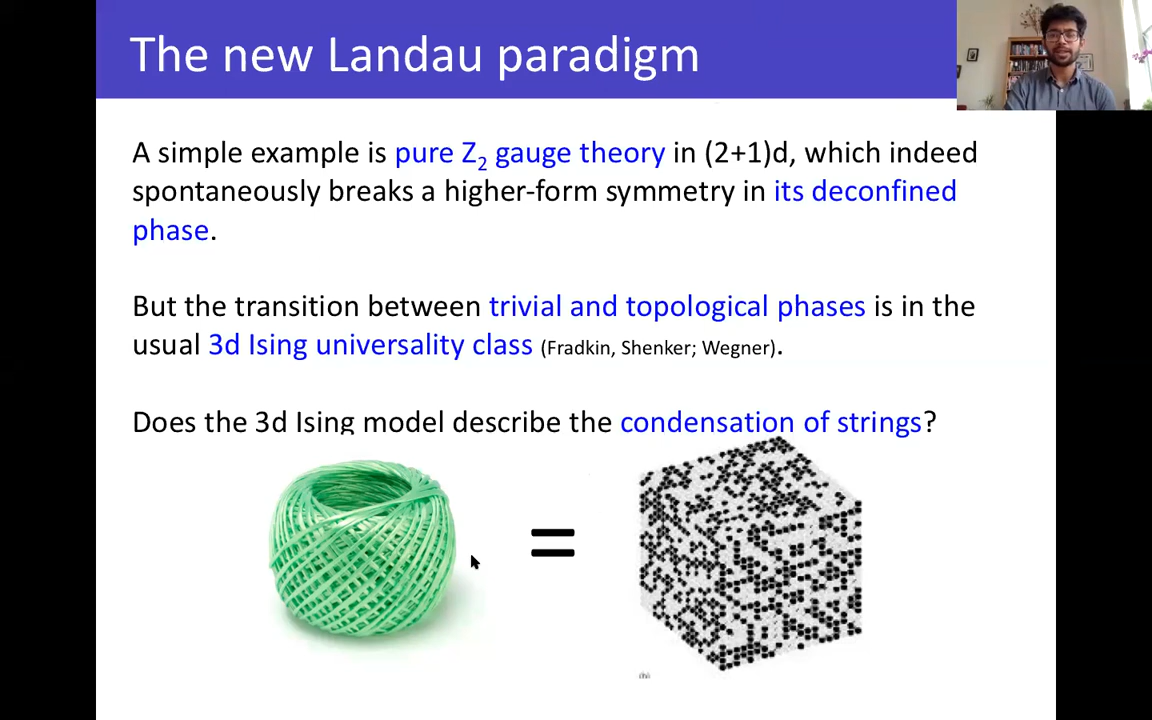 The new Landau paradigm
A simple example is pure Z₂ gauge theory in (2+1)d, which indeed
spontaneously breaks a higher-form symmetry in its deconfined
phase.
But the transition between trivial and topological phases is in the
usual 3d Ising universality class (Fradkin, Shenker; Wegner).
Does the 3d Ising model describe the condensation of strings?
=